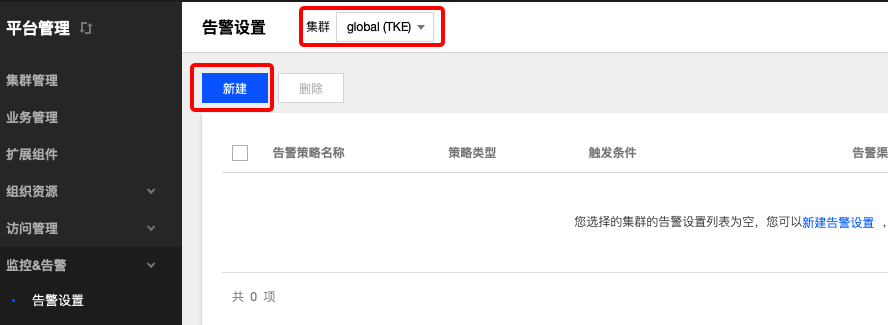 平台管理
告警设置
集群 global (TKE)
新建
删除
集群管理
业务管理
扩展组件
组织资源
访问管理
监控&告警
告警设置
告警策略名称
策略类型
触发条件
告警渠
您选择的集群的告警设置列表为空，您可以新建告警设置，
共 0 项